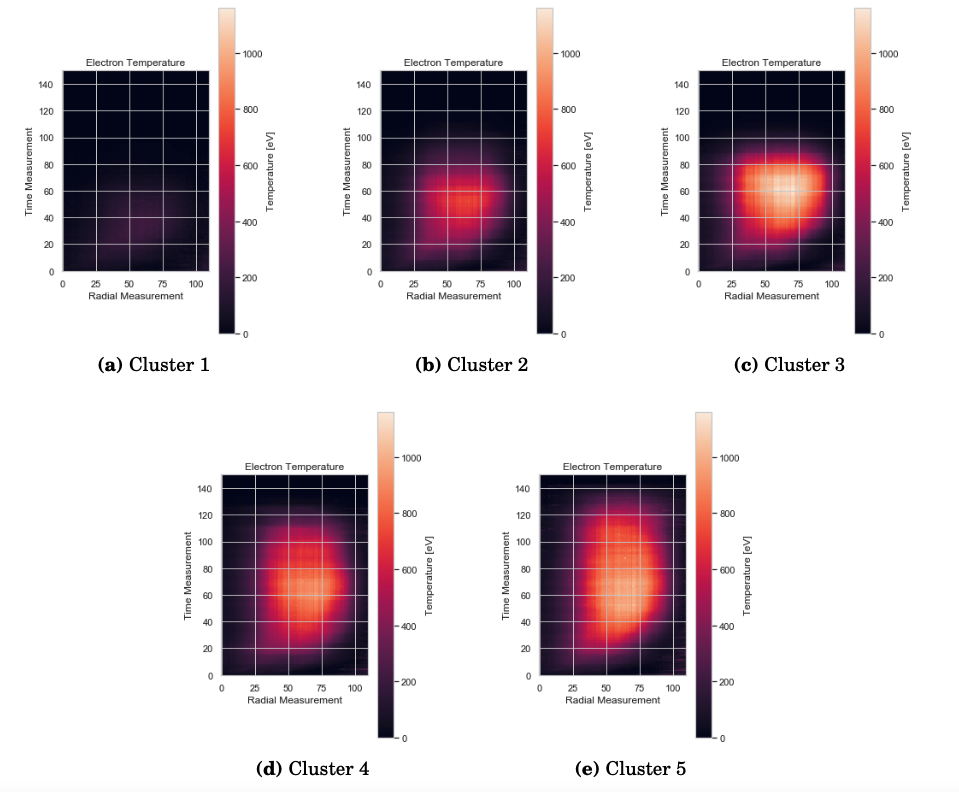 Electron Temperature
140
120
100
80
60
40
20
0
0 25 50 75 100
Time Measurement
Radial Measurement
1000
800
600
400
200
0
Temperature [eV]
(a) Cluster 1
Electron Temperature
140
120
100
80
60
40
20
0
0 25 50 75 100
Time Measurement
Radial Measurement
1000
800
600
400
200
0
Temperature [eV]
(b) Cluster 2
Electron Temperature
140
120
100
80
60
40
20
0
0 25 50 75 100
Time Measurement
Radial Measurement
1000
800
600
400
200
0
Temperature [eV]
(c) Cluster 3
Electron Temperature
140
120
100
80
60
40
20
0
0 25 50 75 100
Time Measurement
Radial Measurement
1000
800
600
400
200
0
Temperature [eV]
(d) Cluster 4
Electron Temperature
140
120
100
80
60
40
20
0
0 25 50 75 100
Time Measurement
Radial Measurement
1000
800
600
400
200
0
Temperature [eV]
(e) Cluster 5